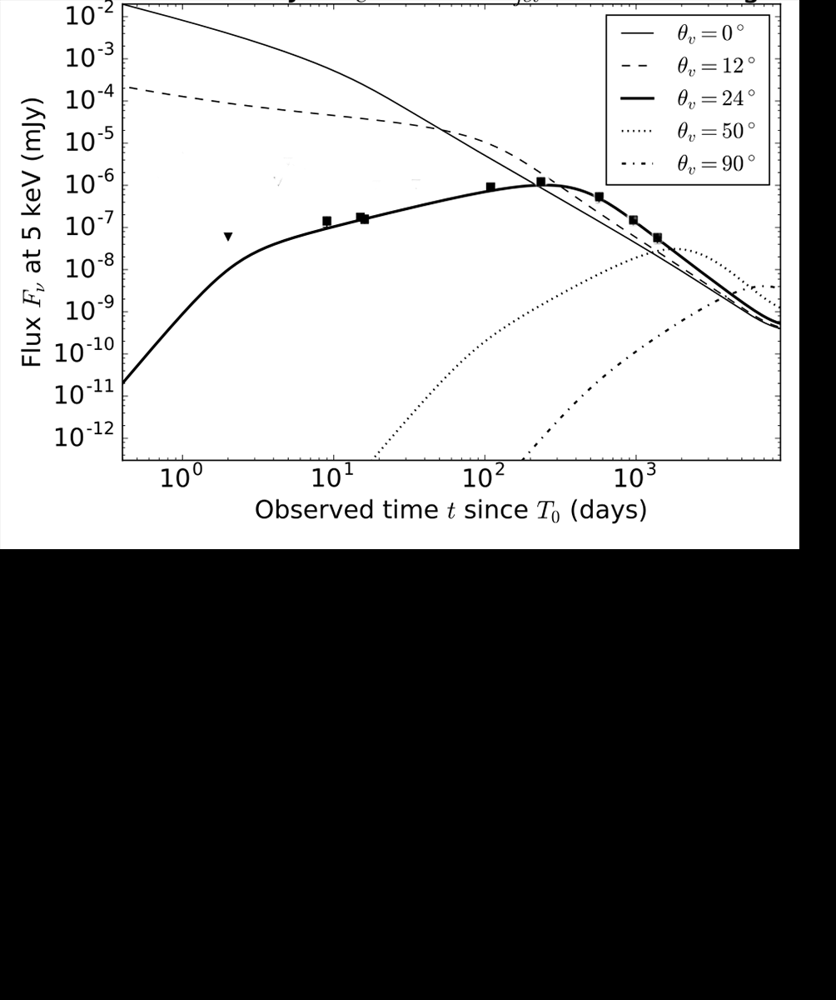 10^-2
10^-3
10^-4
10^-5
10^-6
10^-7
10^-8
10^-9
10^-10
10^-11
10^-12
Flux F_ν at 5 keV (mJy)
θ_v = 0°
θ_v = 12°
θ_v = 24°
θ_v = 50°
θ_v = 90°
10^0 10^1 10^2 10^3
Observed time t since T_0 (days)